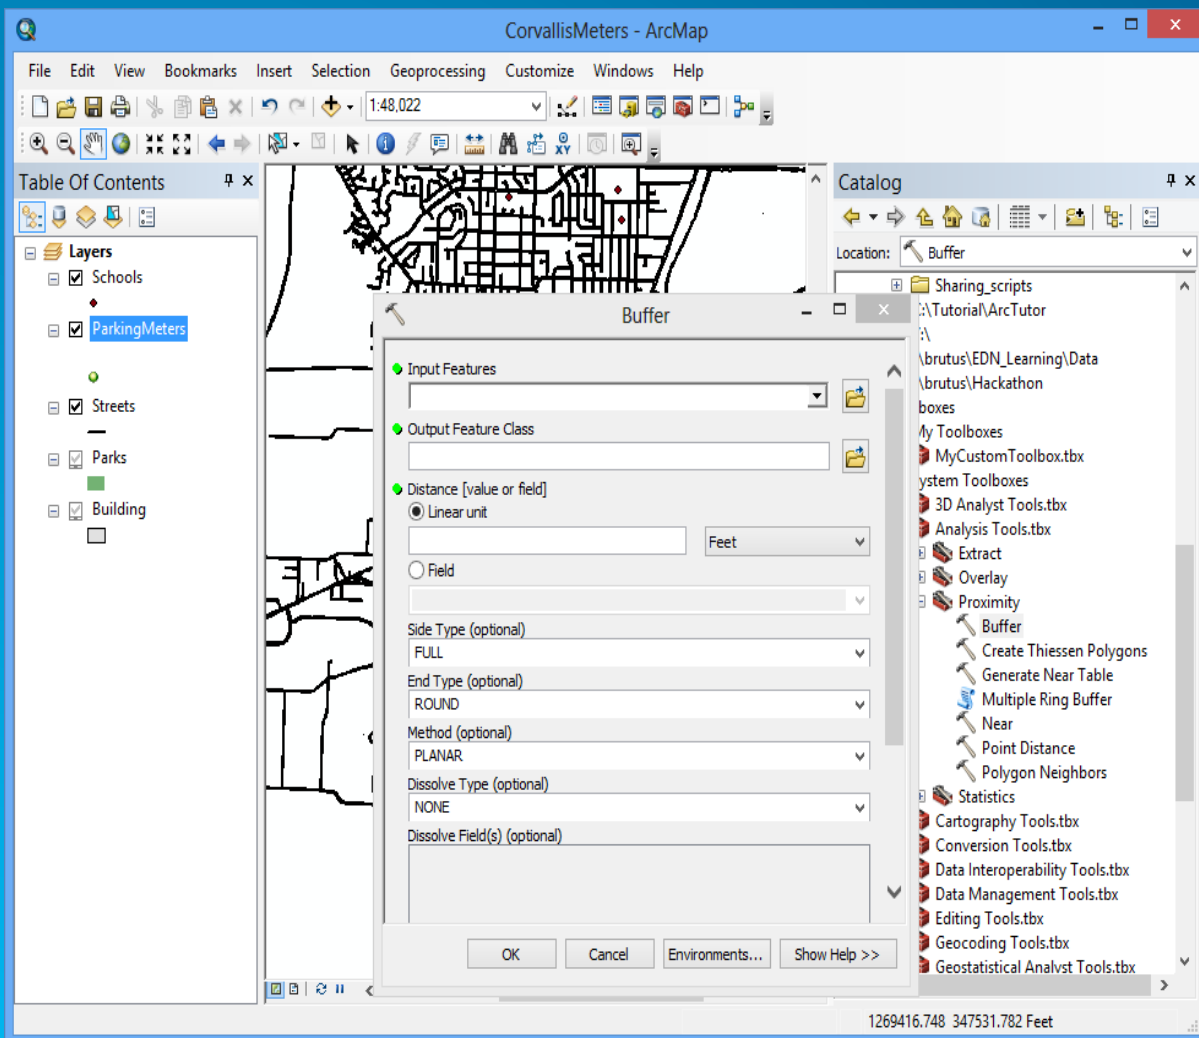 CorvallisMeters - ArcMap
File Edit View Bookmarks Insert Selection Geoprocessing Customize Windows Help
1:48,022
Table Of Contents
Layers
Schools
ParkingMeters
Streets
Parks
Building
Buffer
Input Features
Output Feature Class
Distance [value or field]
Linear unit
Feet
Field
Side Type (optional)
FULL
End Type (optional)
ROUND
Method (optional)
PLANAR
Dissolve Type (optional)
NONE
Dissolve Field(s) (optional)
OK Cancel Environments... Show Help >>
Catalog
Location: Buffer
Sharing_scripts
:\Tutorial\ArcTutor
:\
\brutus\EDN_Learning\Data
\brutus\Hackathon
boxes
My Toolboxes
MyCustomToolbox.tbx
ystem Toolboxes
3D Analyst Tools.tbx
Analysis Tools.tbx
Extract
Overlay
Proximity
Buffer
Create Thiessen Polygons
Generate Near Table
Multiple Ring Buffer
Near
Point Distance
Polygon Neighbors
Statistics
Cartography Tools.tbx
Conversion Tools.tbx
Data Interoperability Tools.tbx
Data Management Tools.tbx
Editing Tools.tbx
Geocoding Tools.tbx
Geostatistical Analyst Tools.tbx
1269416.748 347531.782 Feet